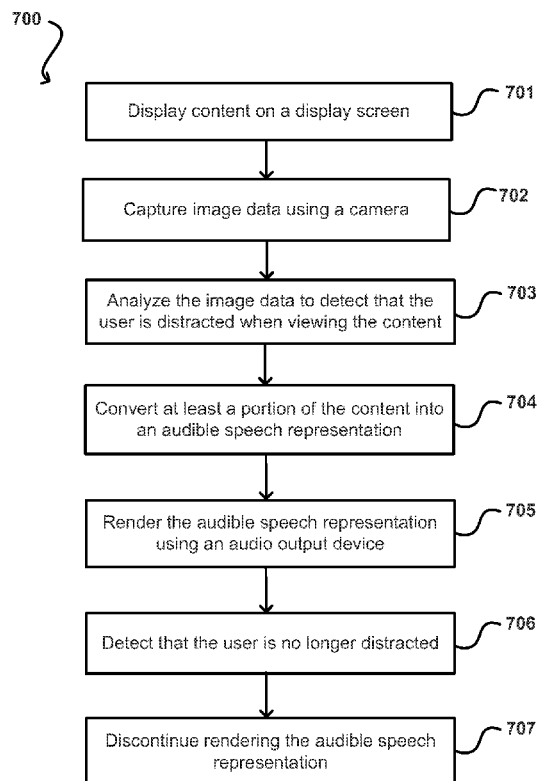 700
Display content on a display screen
701
Capture image data using a camera
702
Analyze the image data to detect that the
user is distracted when viewing the content
703
Convert at least a portion of the content into
an audible speech representation
704
Render the audible speech representation
using an audio output device
705
Detect that the user is no longer distracted
706
Discontinue rendering the audible speech
representation
707